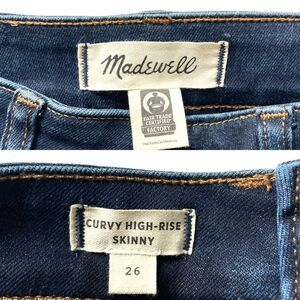 Madewell
FAIR TRADE
CERTIFIED
FACTORY
CURVY HIGH-RISE
SKINNY
26